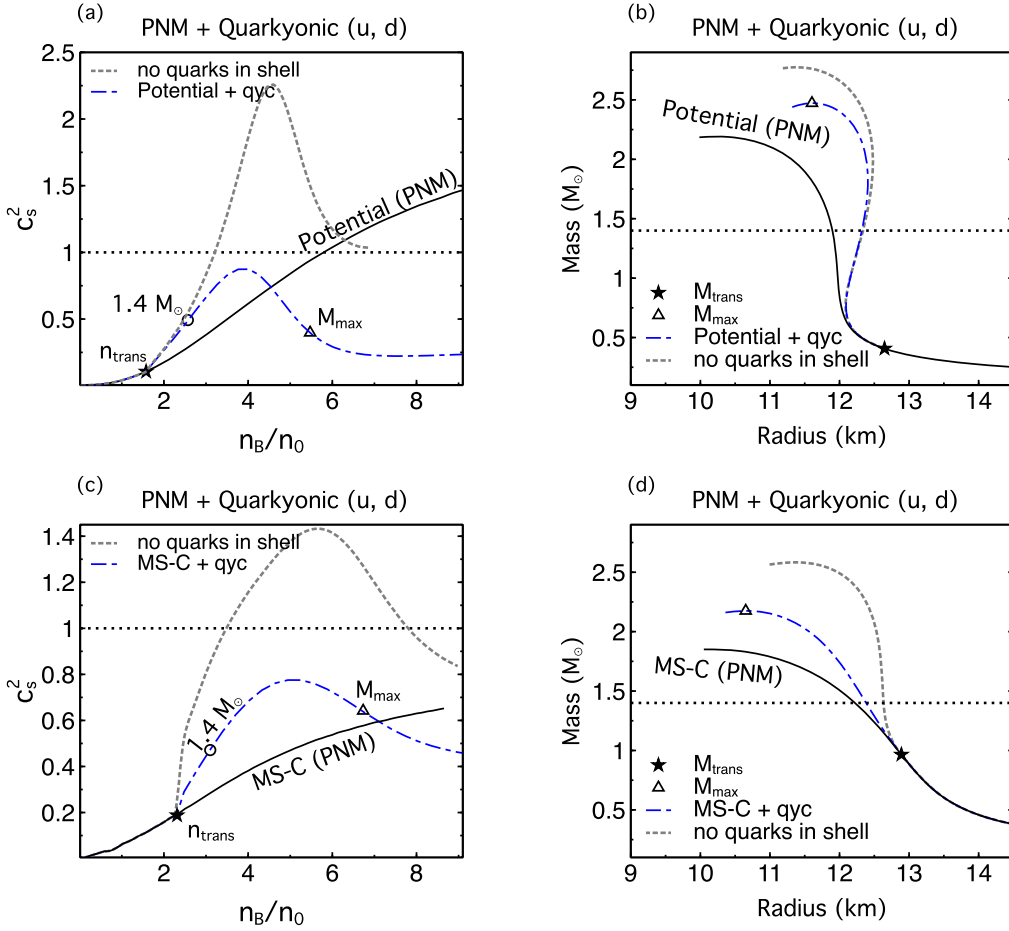 (a)
PNM + Quarkyonic (u, d)
2.5
2
1.5
1
0.5
2
4
6
8
c_s^2
n_B/n_0
no quarks in shell
Potential + qyc
Potential (PNM)
1.4 M_⊙
n_trans
M_max
(b)
PNM + Quarkyonic (u, d)
2.5
2
1.5
1
0.5
9
10
11
12
13
14
Mass (M_⊙)
Radius (km)
Potential (PNM)
M_trans
M_max
Potential + qyc
no quarks in shell
(c)
PNM + Quarkyonic (u, d)
1.4
1.2
1
0.8
0.6
0.4
0.2
2
4
6
8
c_s^2
n_B/n_0
no quarks in shell
MS-C + qyc
1.4 M_⊙
M_max
MS-C (PNM)
n_trans
(d)
PNM + Quarkyonic (u, d)
2.5
2
1.5
1
0.5
9
10
11
12
13
14
Mass (M_⊙)
Radius (km)
MS-C (PNM)
M_trans
M_max
MS-C + qyc
no quarks in shell